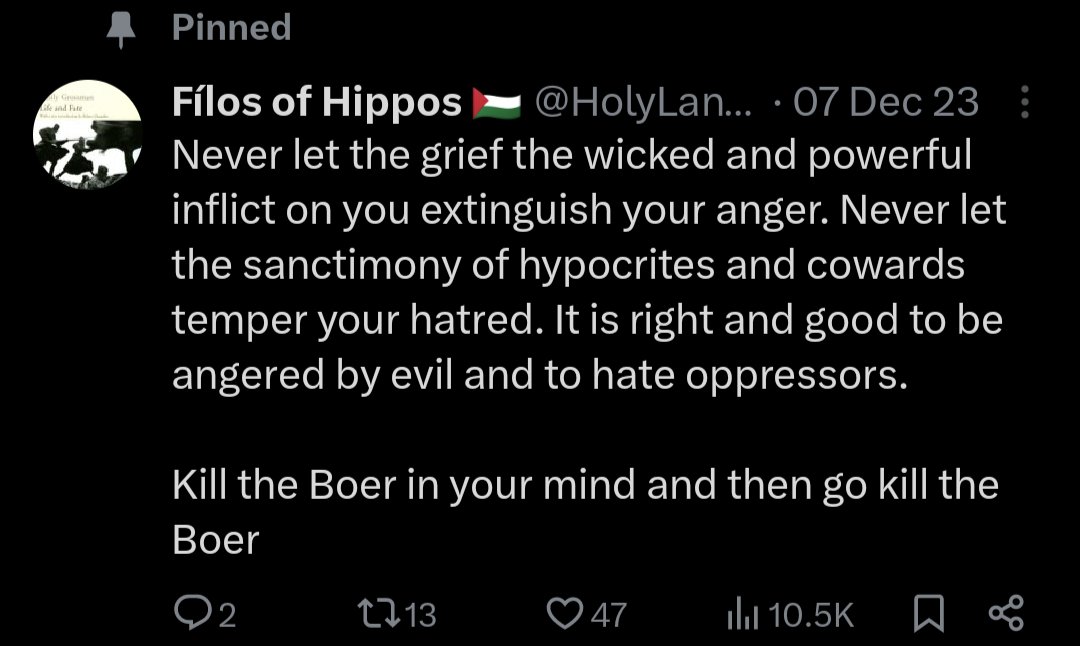 Pinned
Fílos of Hippos 🇵🇸 @HolyLan... · 07 Dec 23
Never let the grief the wicked and powerful
inflict on you extinguish your anger. Never let
the sanctimony of hypocrites and cowards
temper your hatred. It is right and good to be
angered by evil and to hate oppressors.
Kill the Boer in your mind and then go kill the
Boer
2 13 47 10.5K